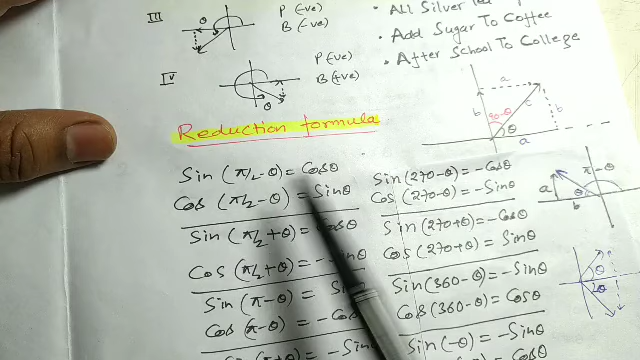 III
P (-ve)
B (-ve)
IV
P (-ve)
B (+ve)
• All Silver
• Add Sugar To Coffee
• After School To College
Reduction formula
Sin (π/2 - θ) = Cosθ
Cos (π/2 - θ) = Sinθ
Sin (π/2 + θ) = Cosθ
Cos (π/2 + θ) = - Sinθ
Sin (π - θ) =
Cos (π - θ) = - Cos
Sin(270-θ) = -Cosθ
Cos (270-θ) = -Sinθ
Sin (270+θ) = -Cosθ
Cos (270+θ) = Sinθ
Sin (360-θ) = -Sinθ
Cos (360-θ) = Cosθ
Sin (-θ) = -Sinθ
a
b
c
90-θ
θ
b
a
π-θ
a
θ
θ